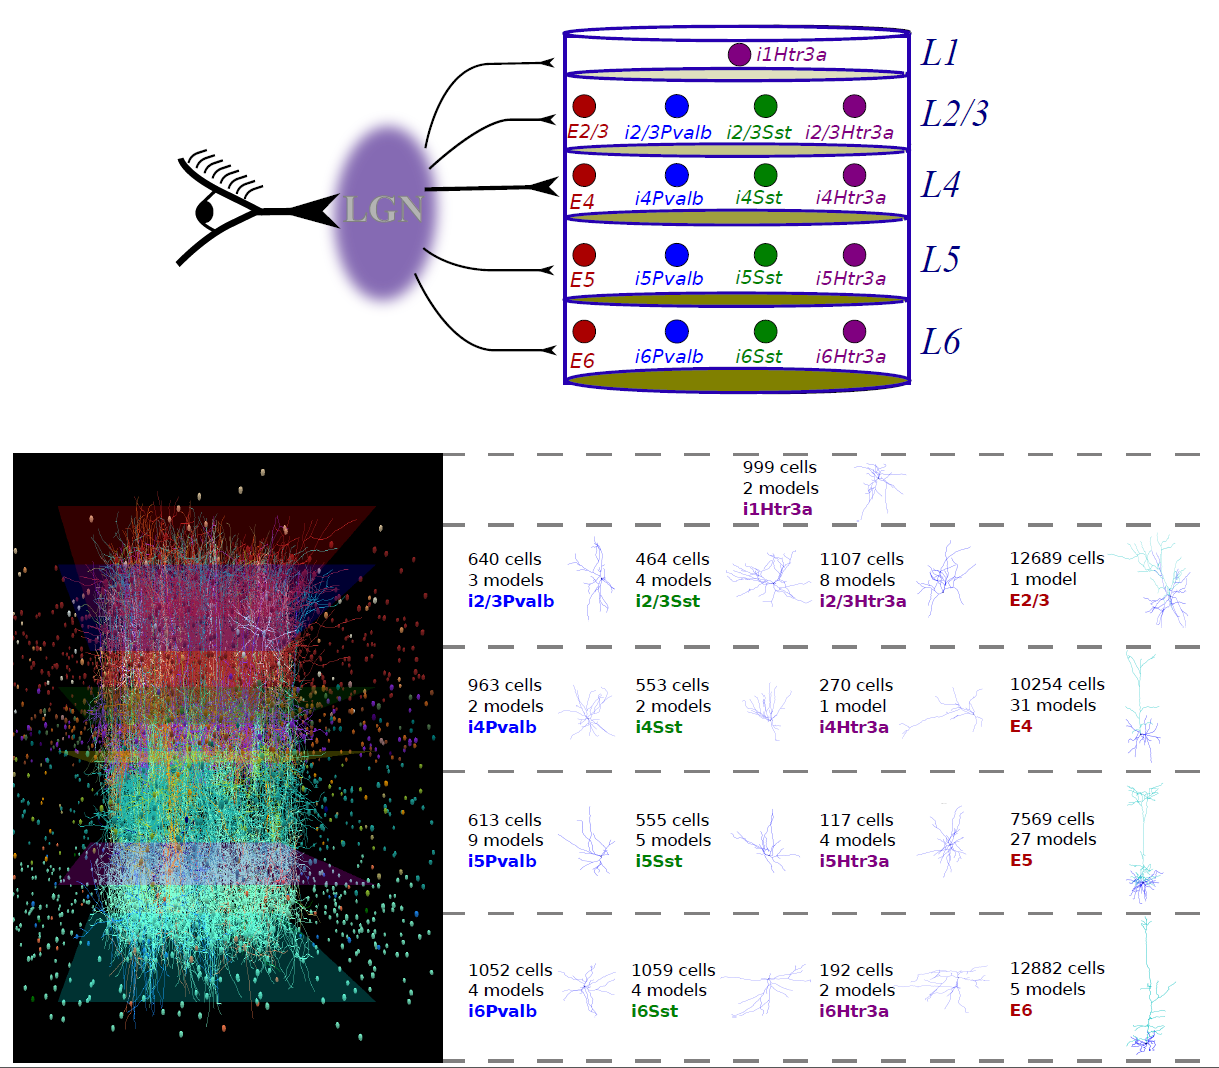 i1Htr3a
L1
E2/3 i2/3Pvalb i2/3Sst i2/3Htr3a
L2/3
LGN
E4 i4Pvalb i4Sst i4Htr3a
L4
E5 i5Pvalb i5Sst i5Htr3a
L5
E6 i6Pvalb i6Sst i6Htr3a
L6
999 cells
2 models
i1Htr3a
640 cells
3 models
i2/3Pvalb
464 cells
4 models
i2/3Sst
1107 cells
8 models
i2/3Htr3a
12689 cells
1 model
E2/3
963 cells
2 models
i4Pvalb
553 cells
2 models
i4Sst
270 cells
1 model
i4Htr3a
10254 cells
31 models
E4
613 cells
9 models
i5Pvalb
555 cells
5 models
i5Sst
117 cells
4 models
i5Htr3a
7569 cells
27 models
E5
1052 cells
4 models
i6Pvalb
1059 cells
4 models
i6Sst
192 cells
2 models
i6Htr3a
12882 cells
5 models
E6